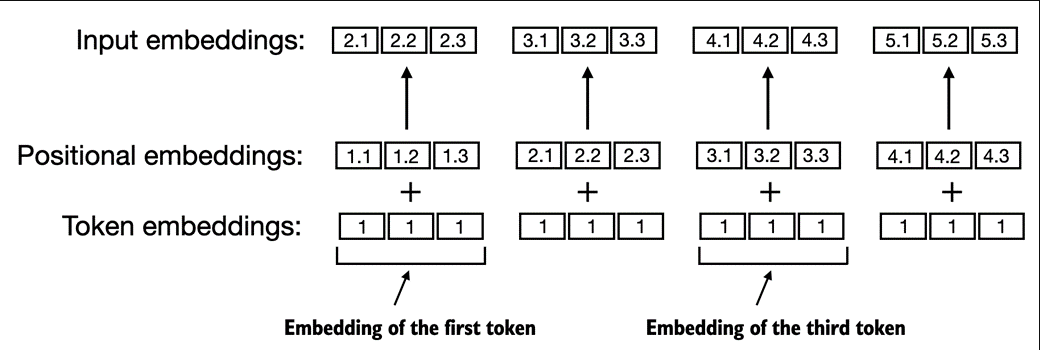 Input embeddings: 2.1 2.2 2.3 3.1 3.2 3.3 4.1 4.2 4.3 5.1 5.2 5.3
Positional embeddings: 1.1 1.2 1.3 2.1 2.2 2.3 3.1 3.2 3.3 4.1 4.2 4.3
+ + + +
Token embeddings: 1 1 1 1 1 1 1 1 1 1 1 1
Embedding of the first token Embedding of the third token